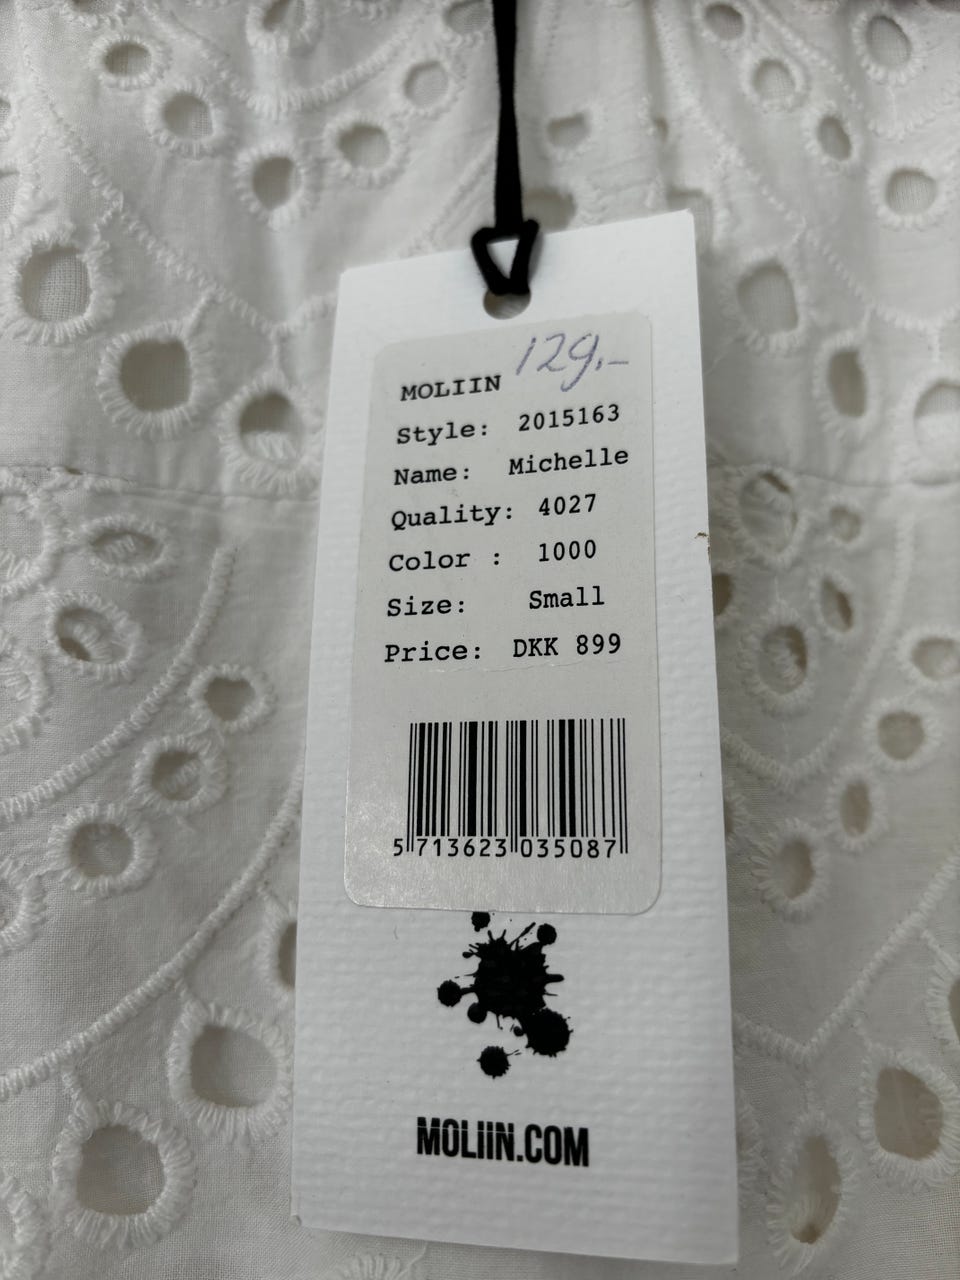 129,-
MOLIIN
Style: 2015163
Name: Michelle
Quality: 4027
Color : 1000
Size: Small
Price: DKK 899
5 713623 035087
MOLIIN.COM